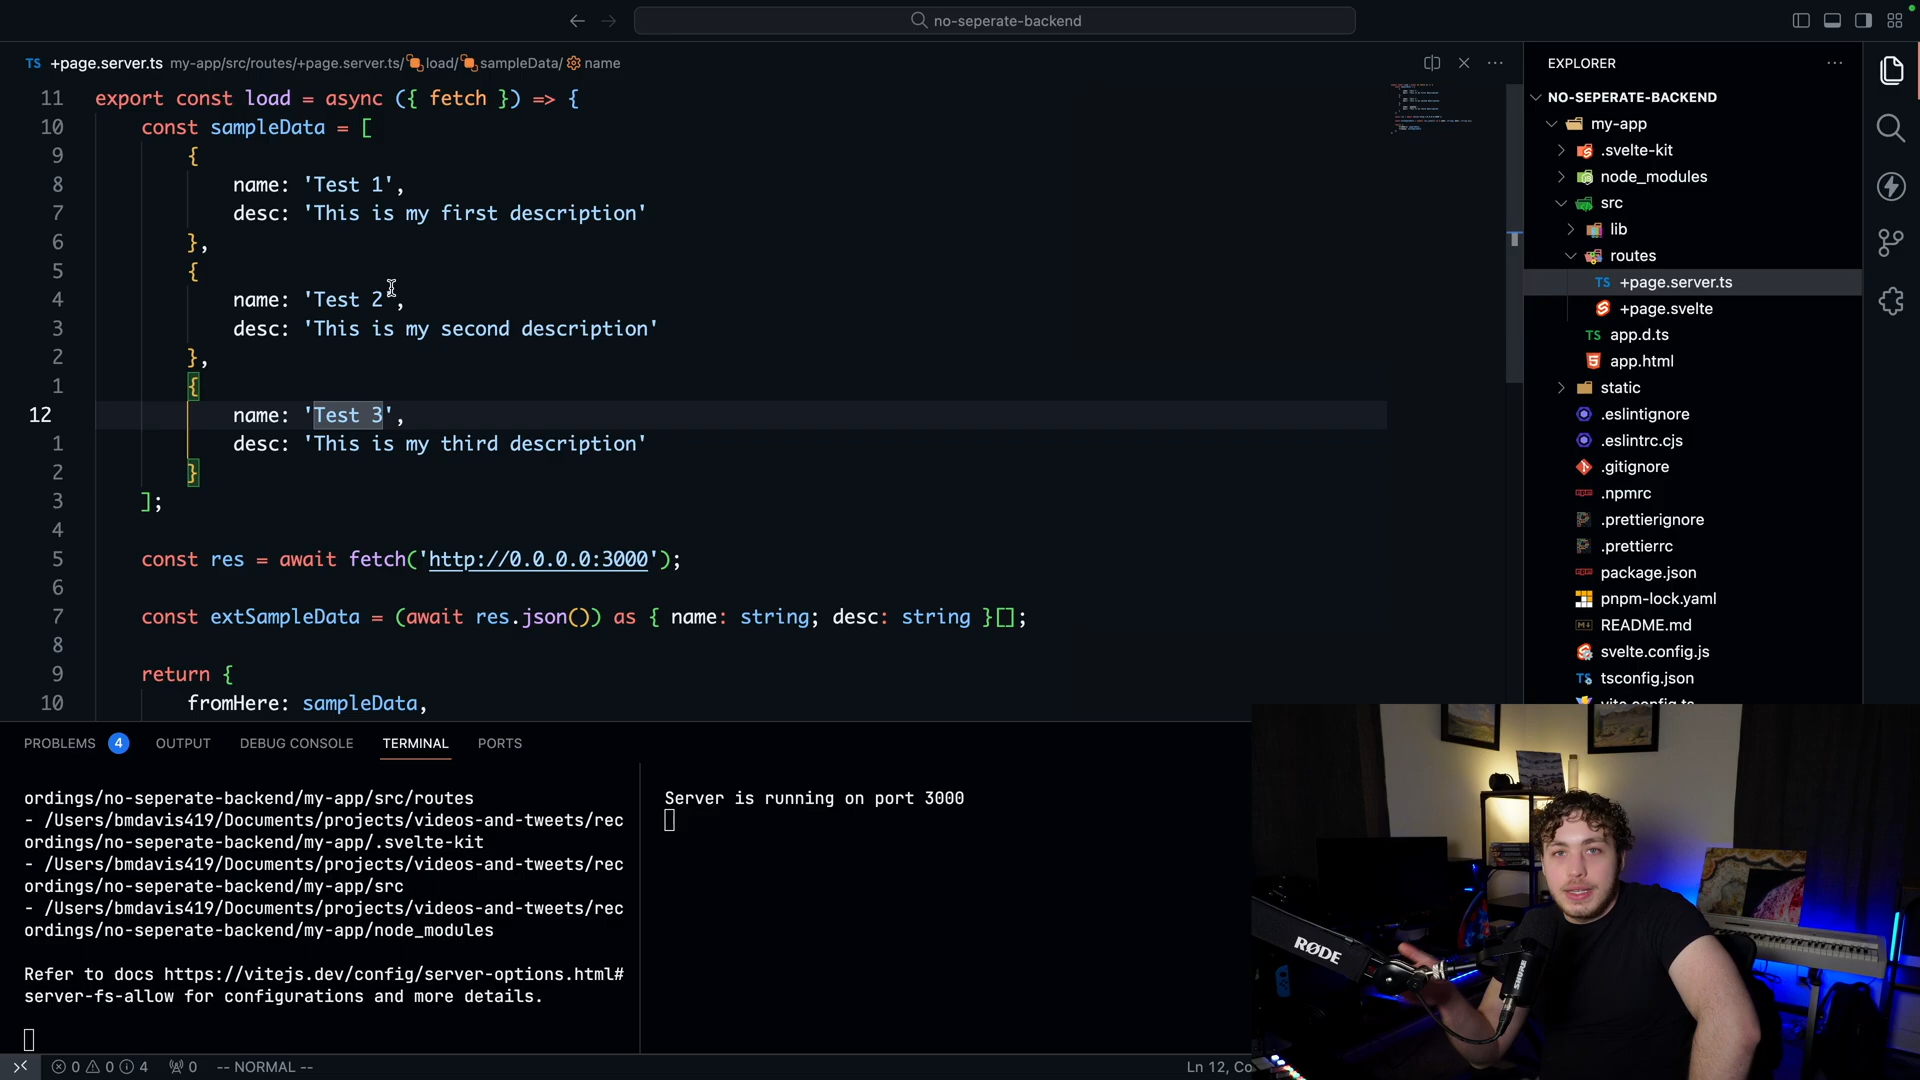 no-seperate-backend
TS +page.server.ts my-app/src/routes/+page.server.ts/ load/ sampleData/ name
11 export const load = async ({ fetch }) => {
10 const sampleData = [
9 {
8 name: 'Test 1',
7 desc: 'This is my first description'
6 },
5 {
4 name: 'Test 2',
3 desc: 'This is my second description'
2 },
1 {
12 name: 'Test 3',
1 desc: 'This is my third description'
2 }
3 ];
4
5 const res = await fetch('http://0.0.0.0:3000');
6
7 const extSampleData = (await res.json()) as { name: string; desc: string }[];
8
9 return {
10 fromHere: sampleData,
EXPLORER
NO-SEPERATE-BACKEND
my-app
.svelte-kit
node_modules
src
lib
routes
TS +page.server.ts
+page.svelte
TS app.d.ts
app.html
static
.eslintignore
.eslintrc.cjs
.gitignore
.npmrc
.prettierignore
.prettierrc
package.json
pnpm-lock.yaml
README.md
svelte.config.js
TS tsconfig.json
vite.config.ts
PROBLEMS 4 OUTPUT DEBUG CONSOLE TERMINAL PORTS
ordings/no-seperate-backend/my-app/src/routes
- /Users/bmdavis419/Documents/projects/videos-and-tweets/rec
ordings/no-seperate-backend/my-app/.svelte-kit
- /Users/bmdavis419/Documents/projects/videos-and-tweets/rec
ordings/no-seperate-backend/my-app/src
- /Users/bmdavis419/Documents/projects/videos-and-tweets/rec
ordings/no-seperate-backend/my-app/node_modules
Refer to docs https://vitejs.dev/config/server-options.html#
server-fs-allow for configurations and more details.
Server is running on port 3000
RØDE
SHURE
0 0 4 0 -- NORMAL --
Ln 12, Co